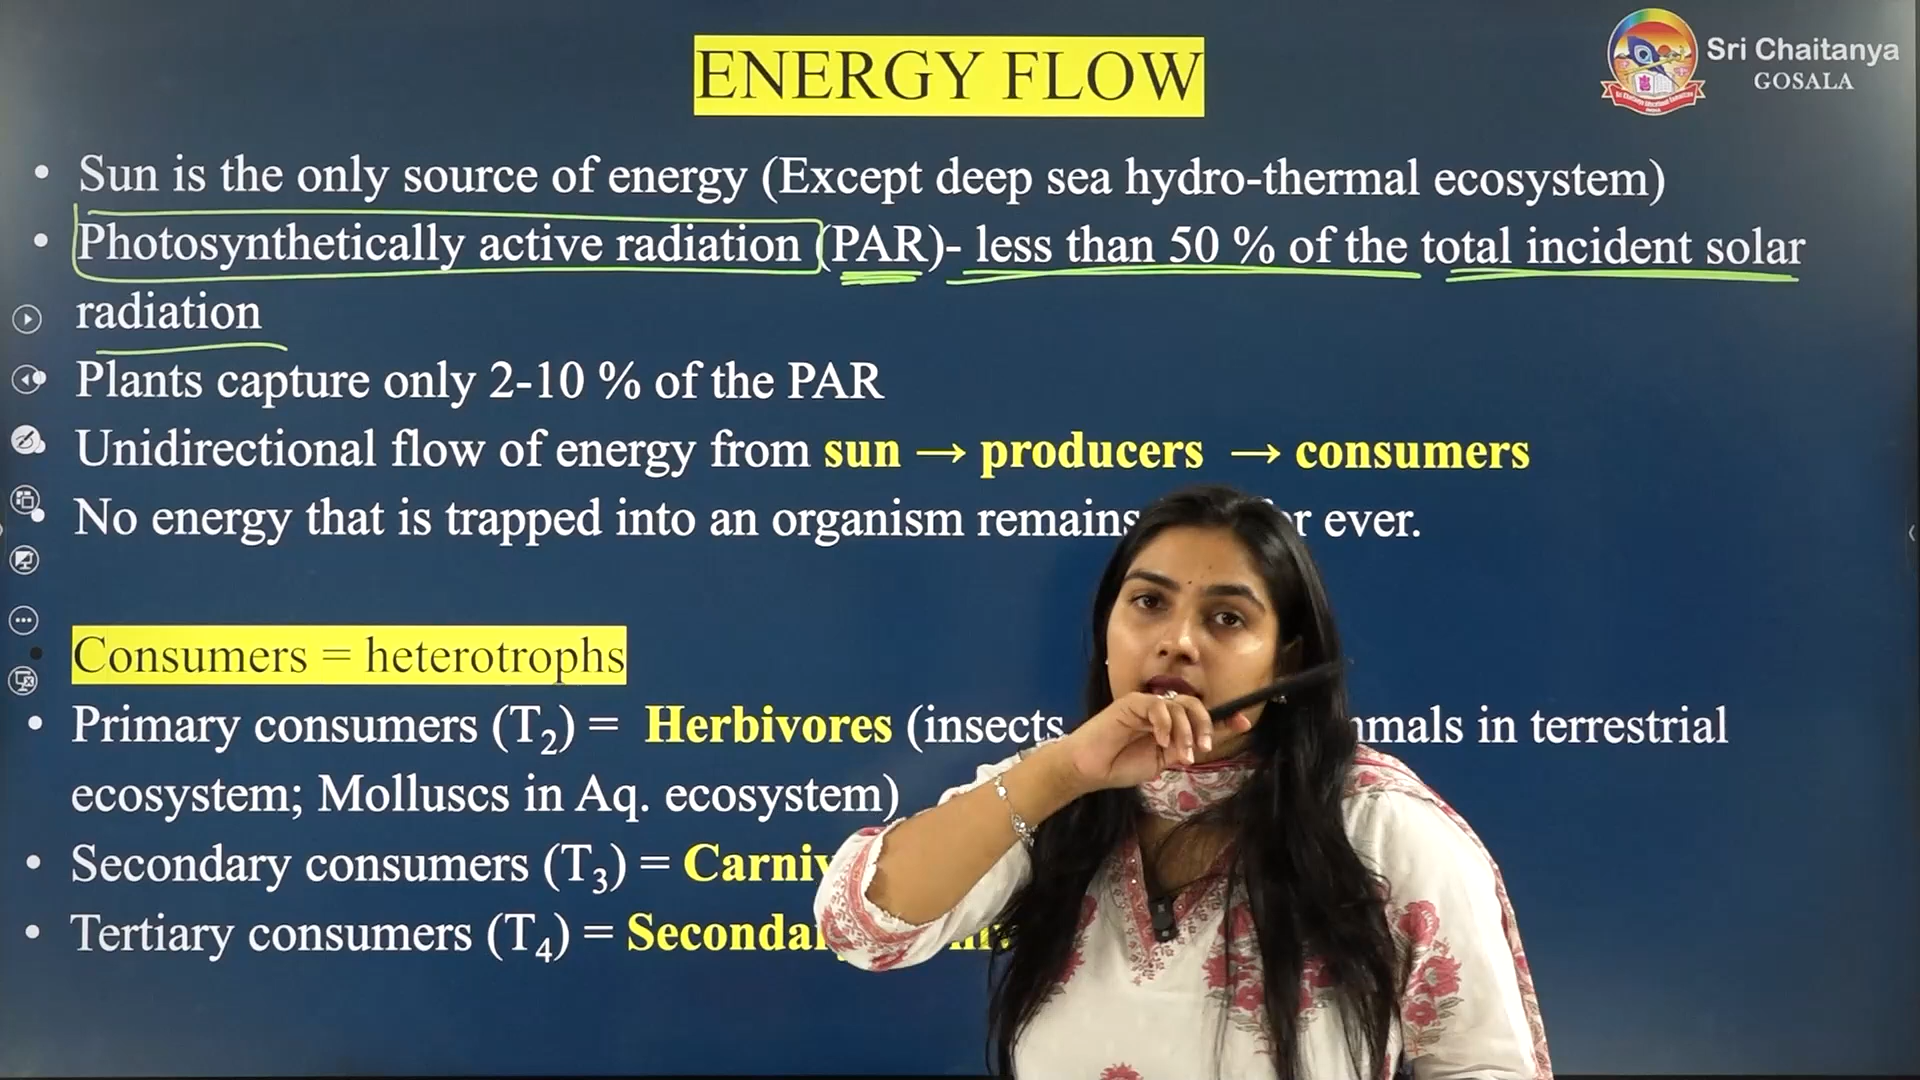 ENERGY FLOW
Sri Chaitanya
GOSALA
• Sun is the only source of energy (Except deep sea hydro-thermal ecosystem)
• Photosynthetically active radiation (PAR)- less than 50 % of the total incident solar
radiation
• Plants capture only 2-10 % of the PAR
• Unidirectional flow of energy from sun → producers → consumers
• No energy that is trapped into an organism remains ever.
• Consumers = heterotrophs
• Primary consumers (T₂) = Herbivores (insects in terrestrial
ecosystem; Molluscs in Aq. ecosystem)
• Secondary consumers (T₃) =
• Tertiary consumers (T₄) =